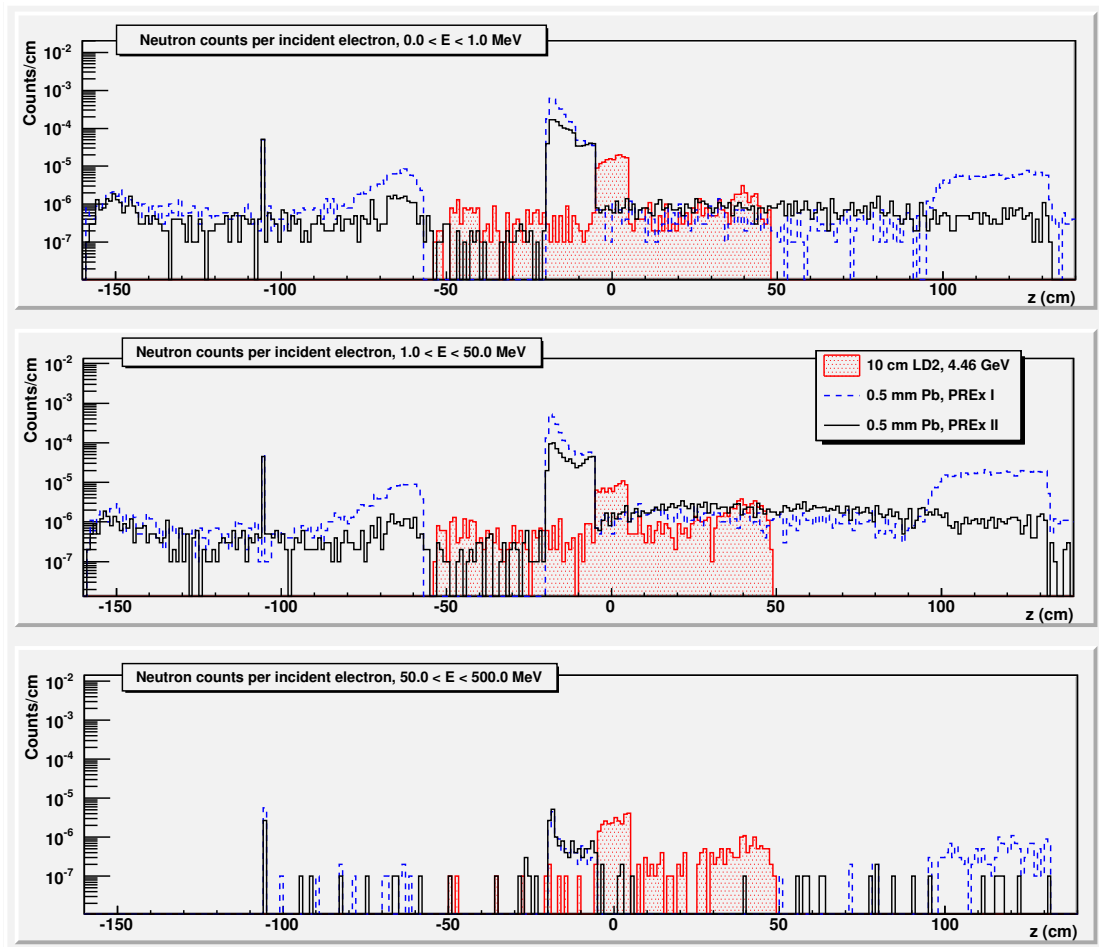 Neutron counts per incident electron, 0.0 < E < 1.0 MeV
Counts/cm
10-2
10-3
10-4
10-5
10-6
10-7
-150 -100 -50 0 50 100
z (cm)
Neutron counts per incident electron, 1.0 < E < 50.0 MeV
Counts/cm
10-2
10-3
10-4
10-5
10-6
10-7
10 cm LD2, 4.46 GeV
0.5 mm Pb, PREx I
0.5 mm Pb, PREx II
-150 -100 -50 0 50 100
z (cm)
Neutron counts per incident electron, 50.0 < E < 500.0 MeV
Counts/cm
10-2
10-3
10-4
10-5
10-6
10-7
-150 -100 -50 0 50 100
z (cm)